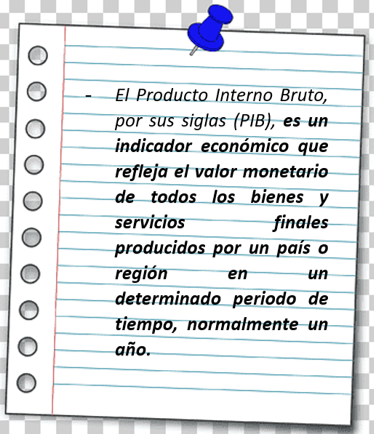 - El Producto Interno Bruto,
por sus siglas (PIB), es un
indicador económico que
refleja el valor monetario
de todos los bienes y
servicios finales
producidos por un país o
región en un
determinado periodo de
tiempo, normalmente un
año.